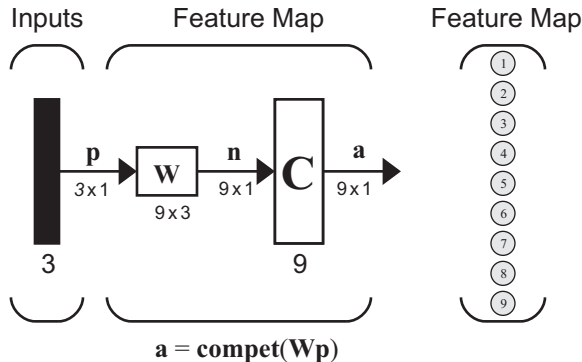 Inputs
Feature Map
Feature Map
p
n
a
W
C
3x1
9x1
9x1
9x3
3
9
1
2
3
4
5
6
7
8
9
a = compet(Wp)